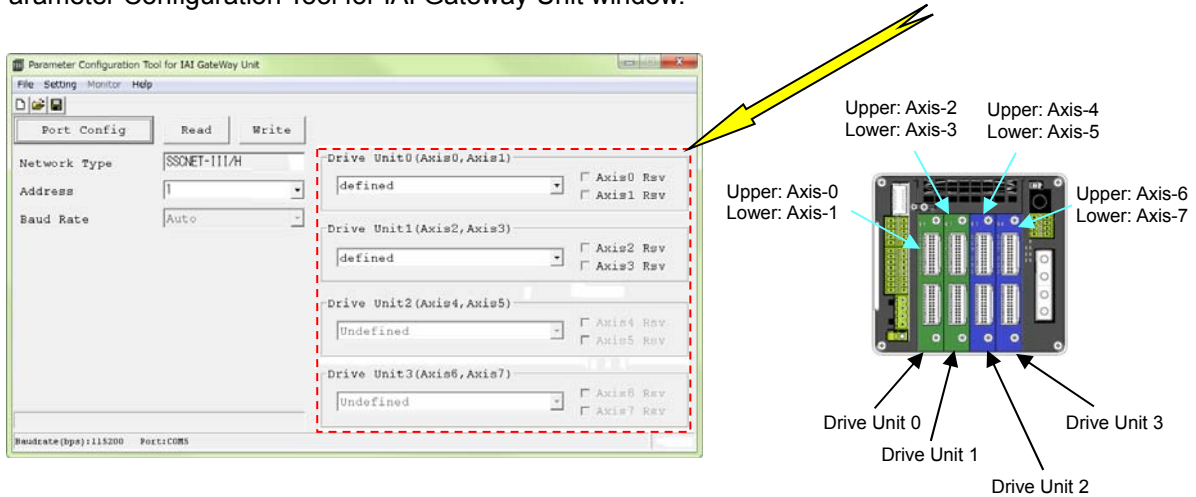 arameter Configuration Tool for IAI Gateway Unit window.
Parameter Configuration Tool for IAI GateWay Unit
File Setting Monitor Help
Port Config Read Write
Network Type SSCNET-III/H
Address 1
Baud Rate Auto
Drive Unit0(Axis0,Axis1)
defined
Axis0 Rsv
Axis1 Rsv
Drive Unit1(Axis2,Axis3)
defined
Axis2 Rsv
Axis3 Rsv
Drive Unit2(Axis4,Axis5)
Undefined
Axis4 Rsv
Axis5 Rsv
Drive Unit3(Axis6,Axis7)
Undefined
Axis6 Rsv
Axis7 Rsv
Baudrate(bps):115200 Port:COM5
Upper: Axis-2
Lower: Axis-3
Upper: Axis-4
Lower: Axis-5
Upper: Axis-0
Lower: Axis-1
Upper: Axis-6
Lower: Axis-7
Drive Unit 0
Drive Unit 1
Drive Unit 2
Drive Unit 3